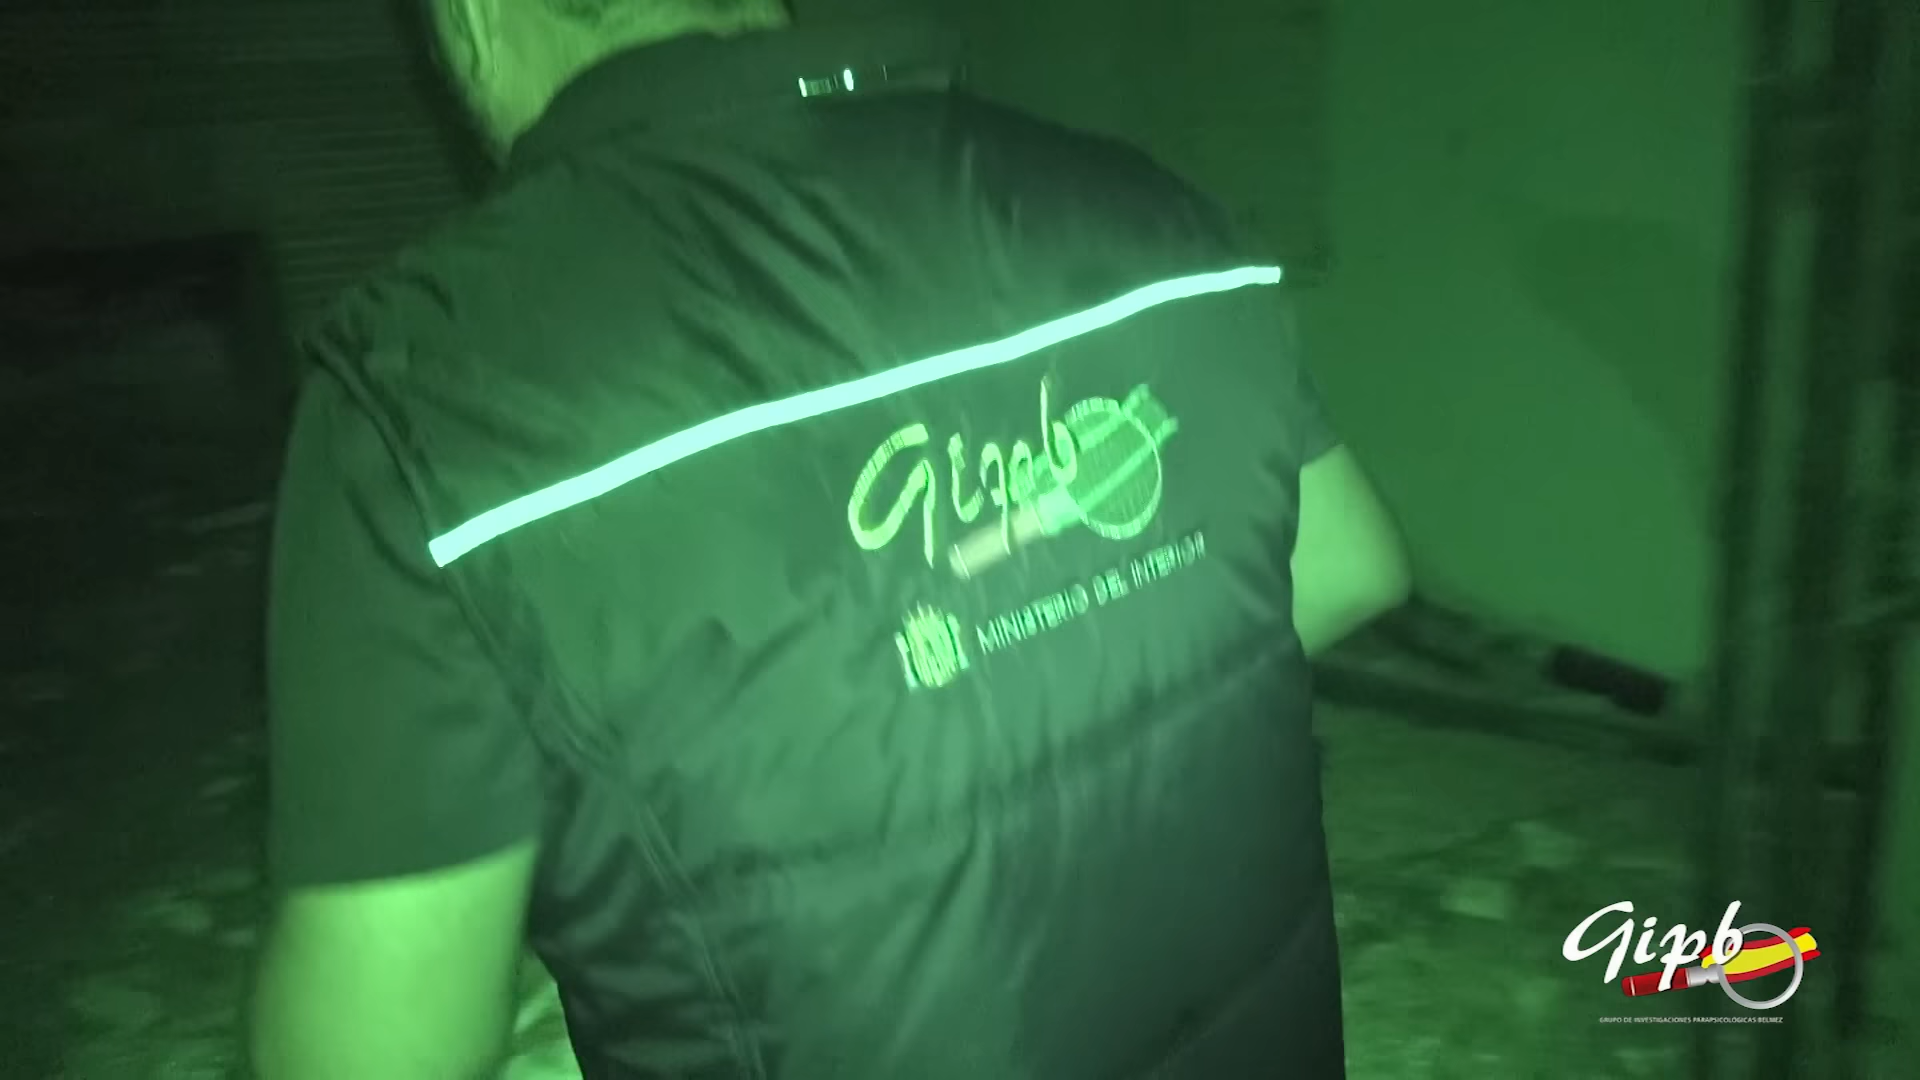 Gipb
MINISTERIO DEL INTERIOR
Gipb
GRUPO DE INVESTIGACIONES PARAPSICOLÓGICAS BELMEZ